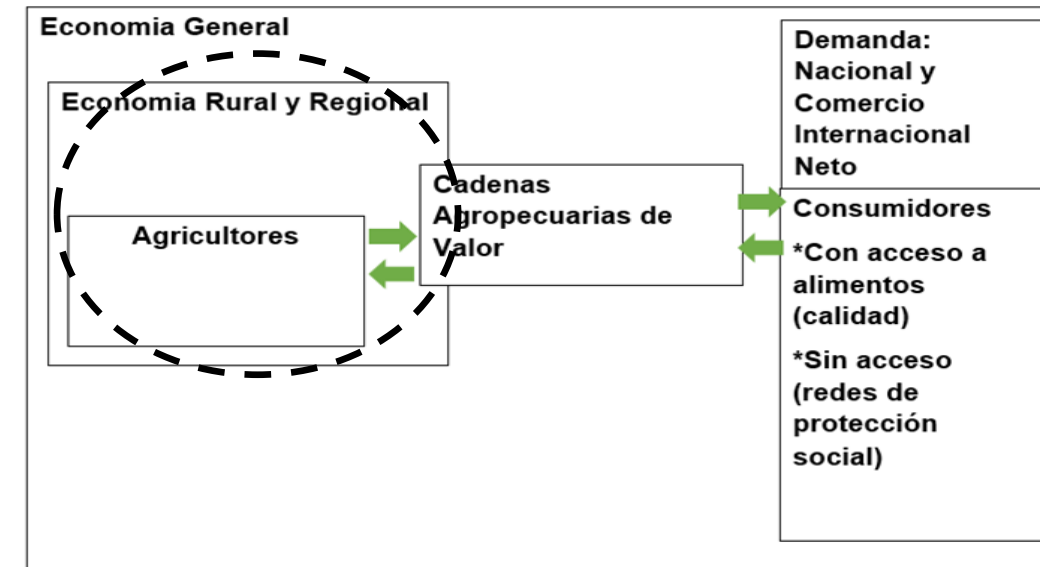 Economia General
Economia Rural y Regional
Agricultores
Cadenas
Agropecuarias de
Valor
Demanda:
Nacional y
Comercio
Internacional
Neto
Consumidores
*Con acceso a
alimentos
(calidad)
*Sin acceso
(redes de
protección
social)